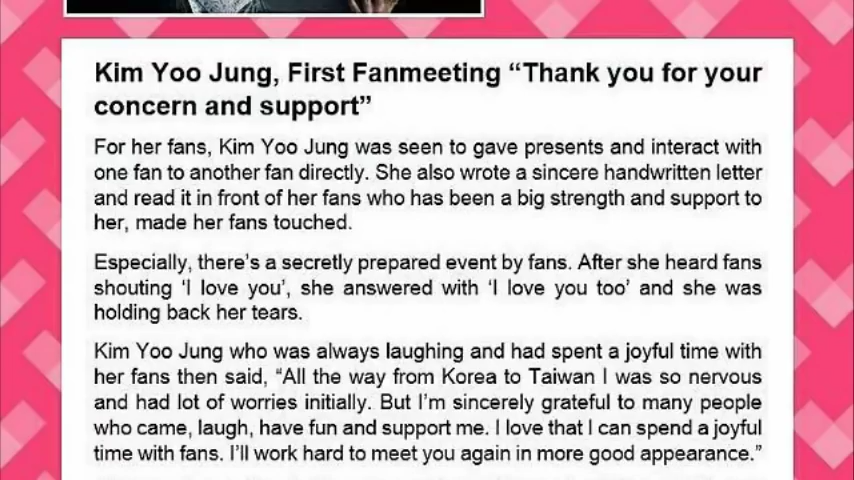 Kim Yoo Jung, First Fanmeeting “Thank you for your
concern and support”
For her fans, Kim Yoo Jung was seen to gave presents and interact with
one fan to another fan directly. She also wrote a sincere handwritten letter
and read it in front of her fans who has been a big strength and support to
her, made her fans touched.
Especially, there’s a secretly prepared event by fans. After she heard fans
shouting ‘I love you’, she answered with ‘I love you too’ and she was
holding back her tears.
Kim Yoo Jung who was always laughing and had spent a joyful time with
her fans then said, “All the way from Korea to Taiwan I was so nervous
and had lot of worries initially. But I’m sincerely grateful to many people
who came, laugh, have fun and support me. I love that I can spend a joyful
time with fans. I’ll work hard to meet you again in more good appearance.”